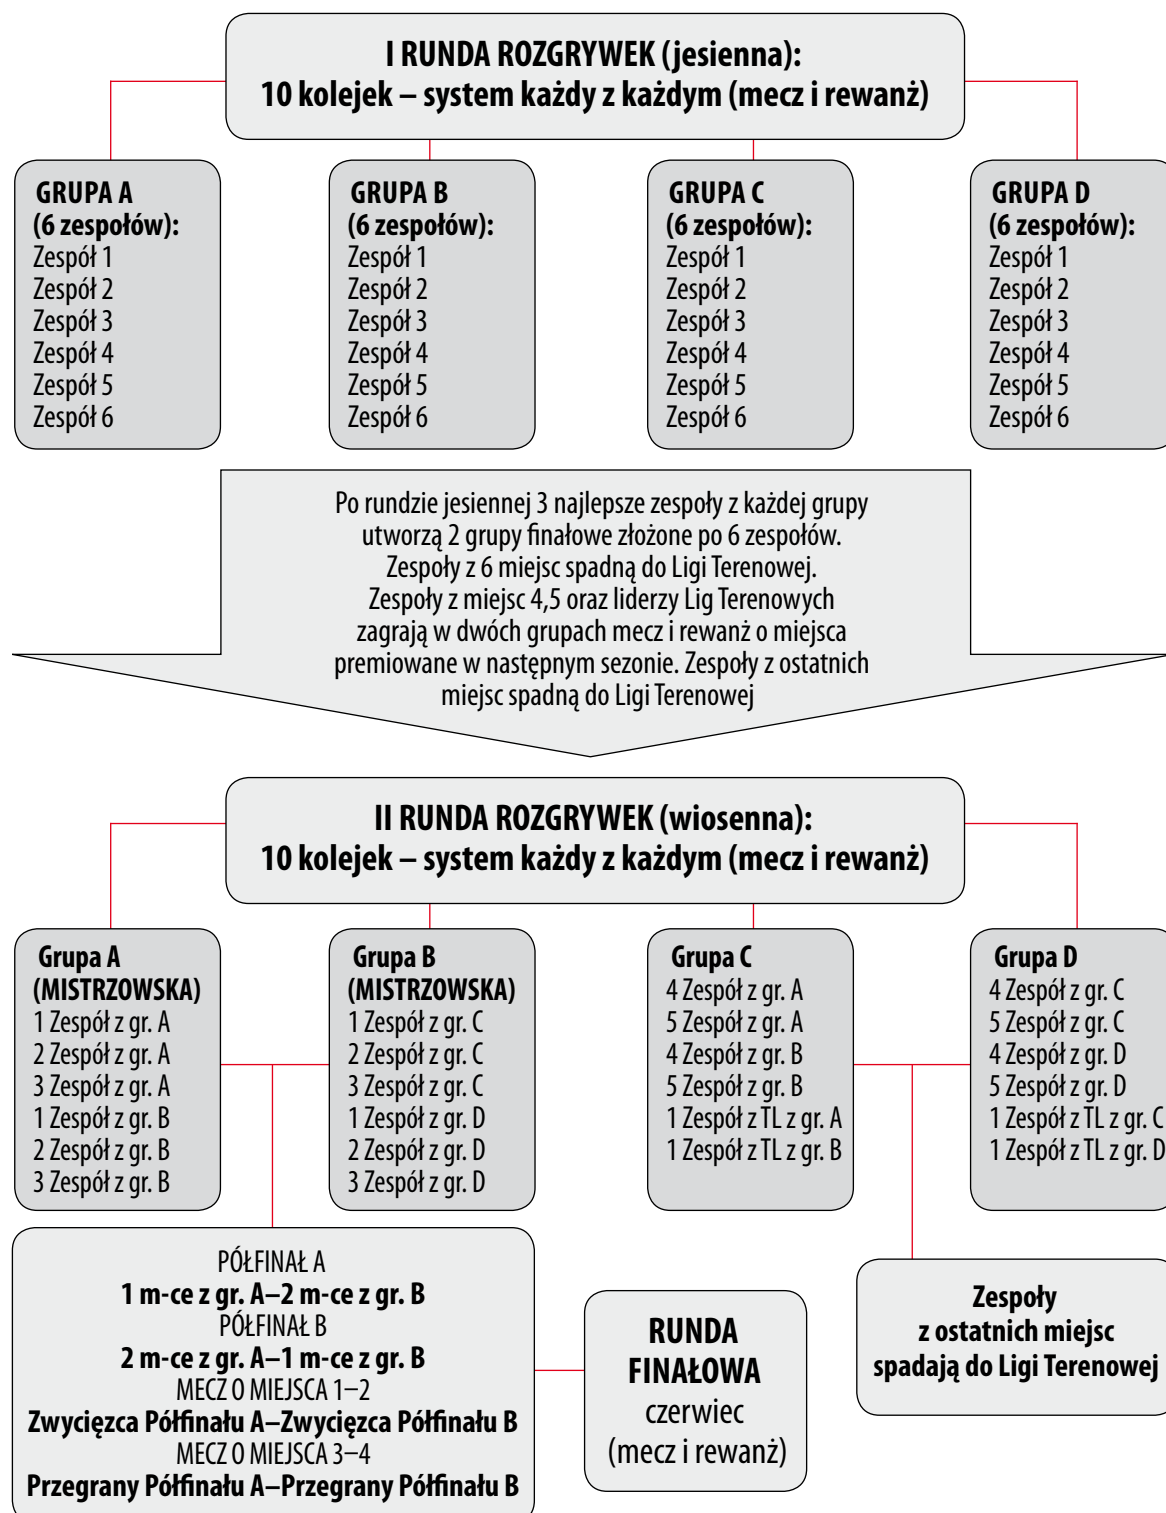 I RUNDA ROZGRYWEK (jesienna):
10 kolejek – system każdy z każdym (mecz i rewanż)
GRUPA A
(6 zespołów):
Zespół 1
Zespół 2
Zespół 3
Zespół 4
Zespół 5
Zespół 6
GRUPA B
(6 zespołów):
Zespół 1
Zespół 2
Zespół 3
Zespół 4
Zespół 5
Zespół 6
GRUPA C
(6 zespołów):
Zespół 1
Zespół 2
Zespół 3
Zespół 4
Zespół 5
Zespół 6
GRUPA D
(6 zespołów):
Zespół 1
Zespół 2
Zespół 3
Zespół 4
Zespół 5
Zespół 6
Po rundzie jesiennej 3 najlepsze zespoły z każdej grupy
utworzą 2 grupy finałowe złożone po 6 zespołów.
Zespoły z 6 miejsc spadną do Ligi Terenowej.
Zespoły z miejsc 4,5 oraz liderzy Lig Terenowych
zagrają w dwóch grupach mecz i rewanż o miejsca
premiowane w następnym sezonie. Zespoły z ostatnich
miejsc spadną do Ligi Terenowej
II RUNDA ROZGRYWEK (wiosenna):
10 kolejek – system każdy z każdym (mecz i rewanż)
Grupa A
(MISTRZOWSKA)
1 Zespół z gr. A
2 Zespół z gr. A
3 Zespół z gr. A
1 Zespół z gr. B
2 Zespół z gr. B
3 Zespół z gr. B
Grupa B
(MISTRZOWSKA)
1 Zespół z gr. C
2 Zespół z gr. C
3 Zespół z gr. C
1 Zespół z gr. D
2 Zespół z gr. D
3 Zespół z gr. D
Grupa C
4 Zespół z gr. A
5 Zespół z gr. A
4 Zespół z gr. B
5 Zespół z gr. B
1 Zespół z TL z gr. A
1 Zespół z TL z gr. B
Grupa D
4 Zespół z gr. C
5 Zespół z gr. C
4 Zespół z gr. D
5 Zespół z gr. D
1 Zespół z TL z gr. C
1 Zespół z TL z gr. D
PÓŁFINAŁ A
1 m-ce z gr. A–2 m-ce z gr. B
PÓŁFINAŁ B
2 m-ce z gr. A–1 m-ce z gr. B
MECZ O MIEJSCA 1–2
Zwycięzca Półfinału A–Zwycięzca Półfinału B
MECZ O MIEJSCA 3–4
Przegrany Półfinału A–Przegrany Półfinału B
RUNDA
FINAŁOWA
czerwiec
(mecz i rewanż)
Zespoły
z ostatnich miejsc
spadają do Ligi Terenowej